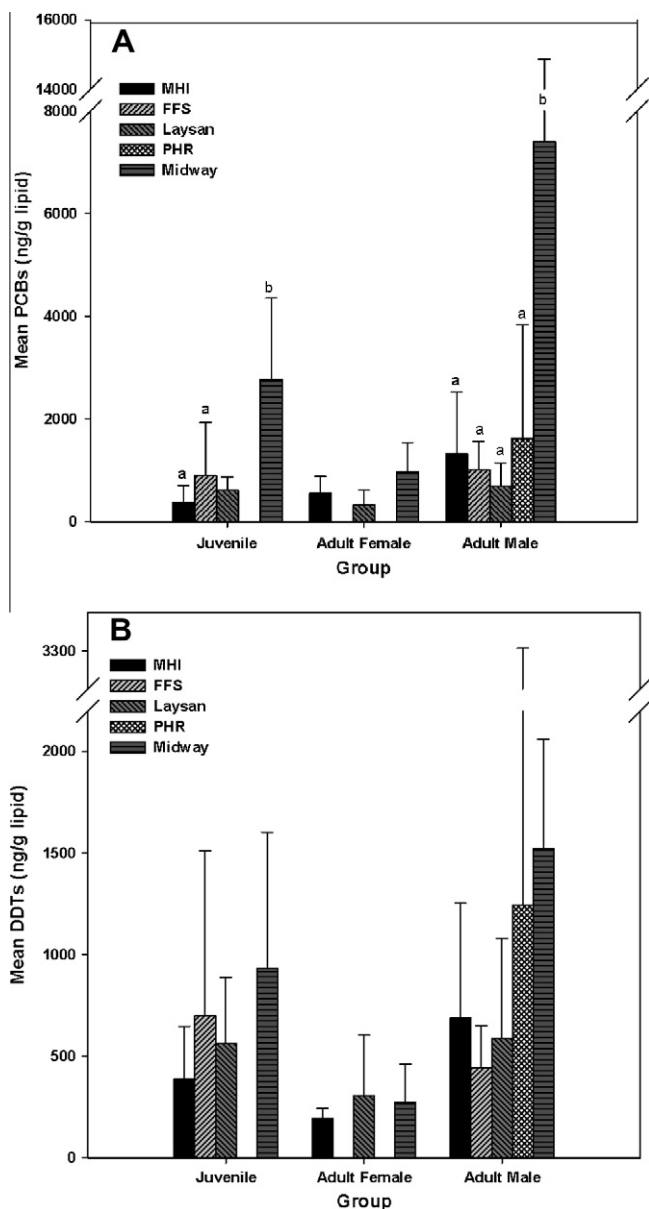 A
16000
14000
8000
6000
4000
2000
0
Mean PCBs (ng/g lipid)
MHI
FFS
Laysan
PHR
Midway
a
a
b
a
a
a
a
b
Juvenile
Adult Female
Adult Male
Group
B
3300
2000
1500
1000
500
0
Mean DDTs (ng/g lipid)
MHI
FFS
Laysan
PHR
Midway
Juvenile
Adult Female
Adult Male
Group